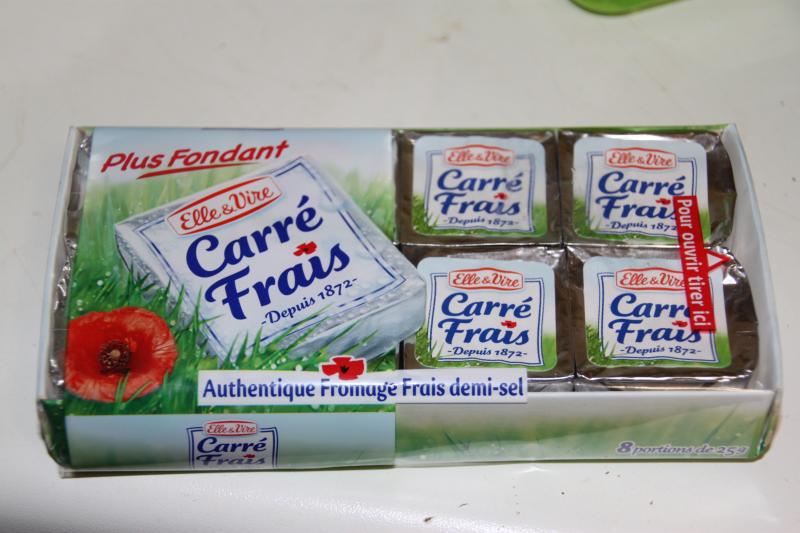 Plus Fondant
Elle & Vire
Carré
Frais
-Depuis 1872-
Authentique Fromage Frais demi-sel
Elle & Vire
Carré
Frais
Elle & Vire
Carré
Frais
-Depuis 1872-
Elle & Vire
Carré
Frais
-Depuis 187
Elle & Vire
Carré
Frais
-Depuis 1872-
Elle & Vire
Carr
Frais
-Depuis 1872-
Pour ouvrir tirer ici
8 portions de 25g